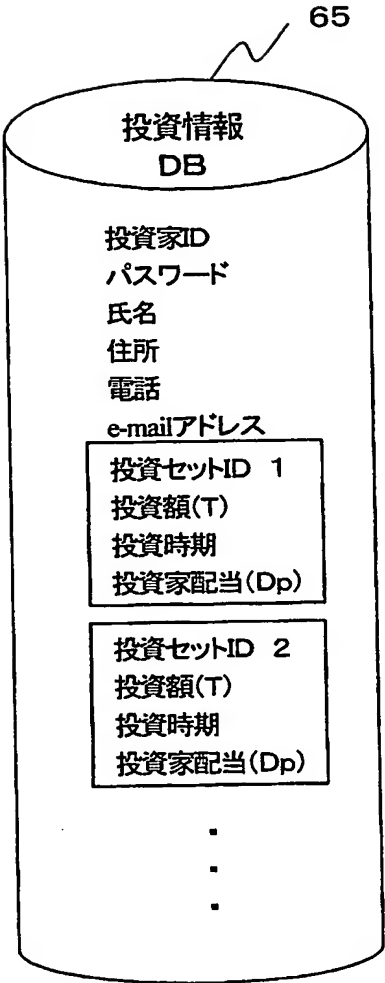 65
投資情報
DB
投資家ID
パスワード
氏名
住所
電話
e-mailアドレス
投資セットID 1
投資額(T)
投資時期
投資家配当(Dp)
投資セットID 2
投資額(T)
投資時期
投資家配当(Dp)